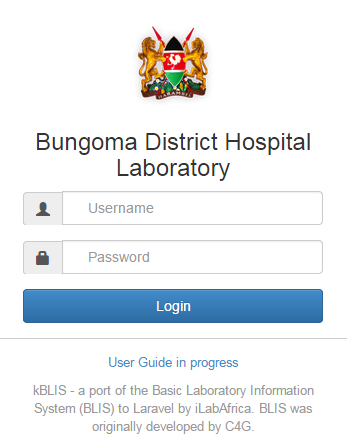 HARAMBEE
Bungoma District Hospital
Laboratory
Username
Password
Login
User Guide in progress
kBLIS - a port of the Basic Laboratory Information
System (BLIS) to Laravel by iLabAfrica. BLIS was
originally developed by C4G.